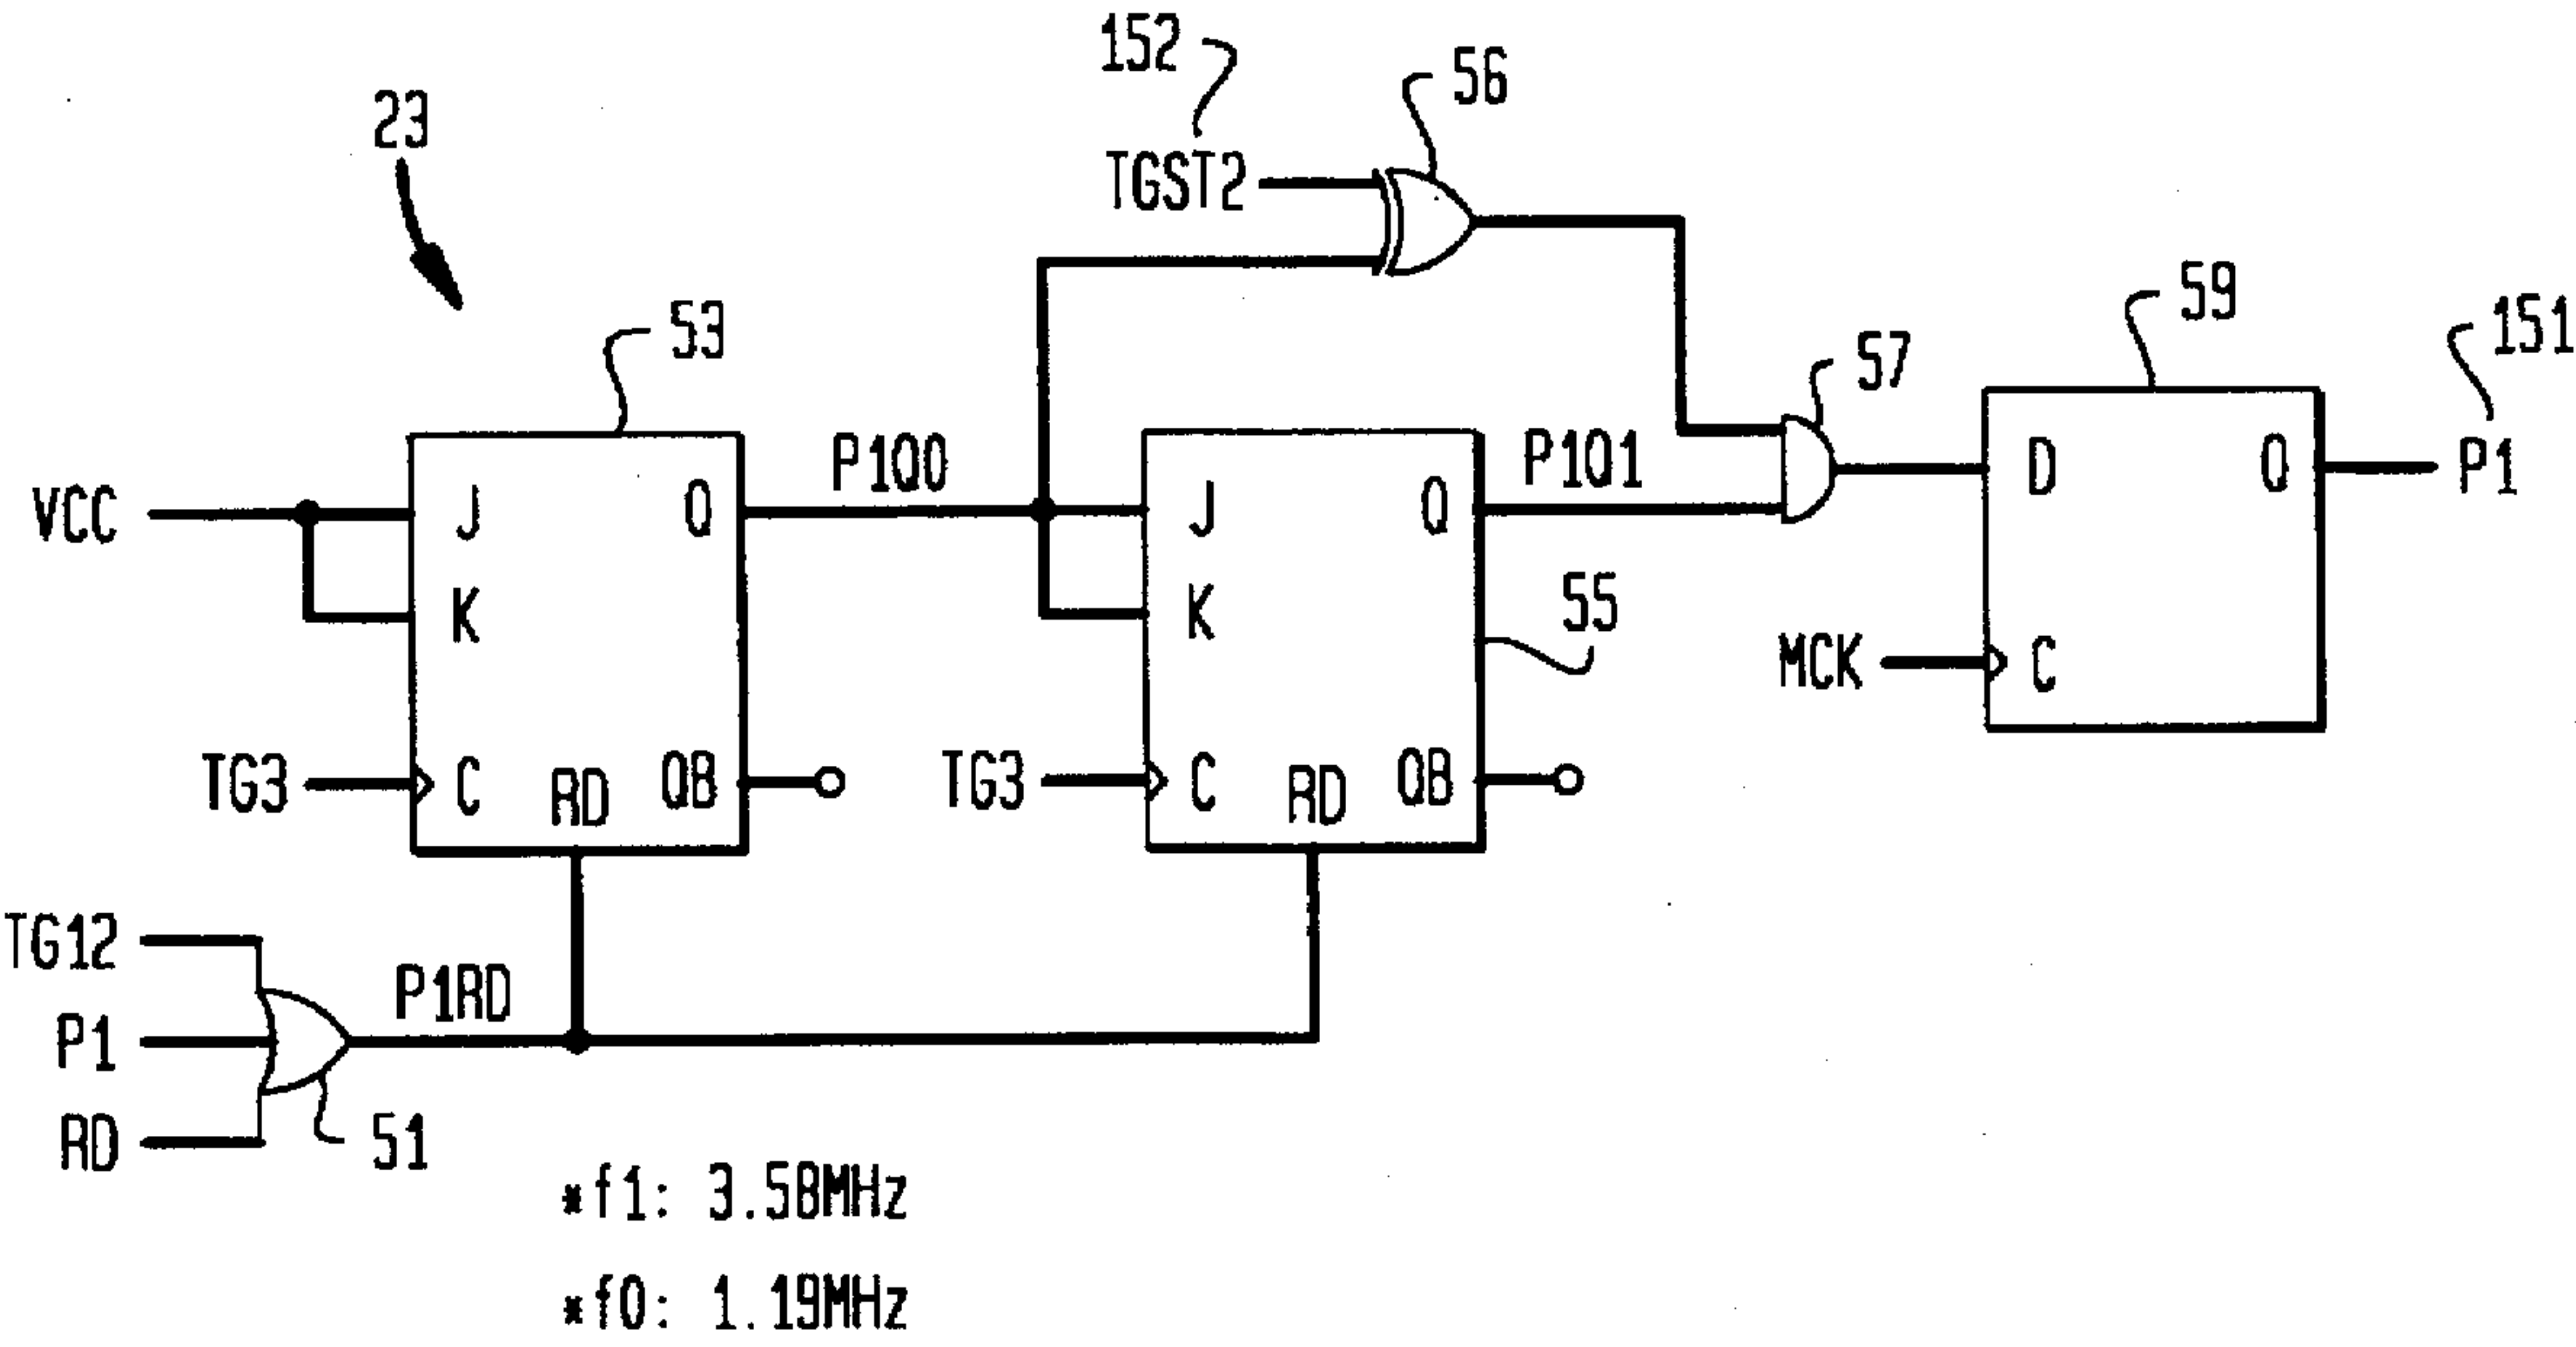 152
56
23
TGST2
59
151
53
57
P1Q0
P1Q1
VCC
J
Q
J
Q
D
Q
P1
K
K
55
MCK
C
TG3
C
RD
QB
TG3
C
RD
QB
TG12
P1RD
P1
RD
51
*f1: 3.58MHz
*f0: 1.19MHz